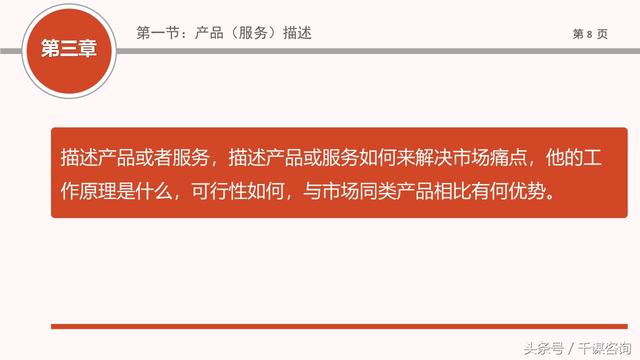 第三章
第一节：产品（服务）描述
第 8 页
描述产品或者服务，描述产品或服务如何来解决市场痛点，他的工
作原理是什么，可行性如何，与市场同类产品相比有何优势。
头条号／千谋咨询